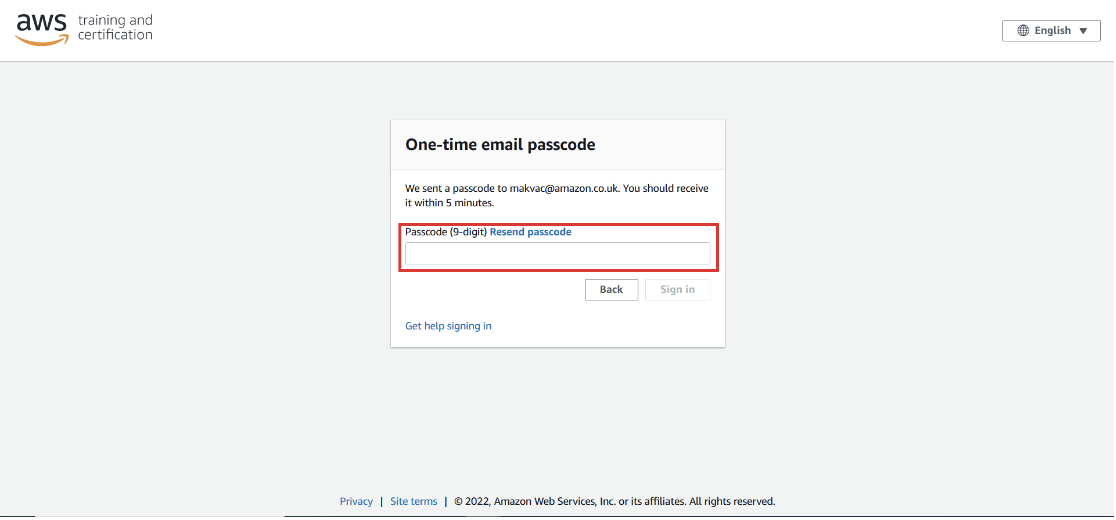 aws training and
certification
English
One-time email passcode
We sent a passcode to makvac@amazon.co.uk. You should receive
it within 5 minutes.
Passcode (9-digit) Resend passcode
Back Sign in
Get help signing in
Privacy | Site terms | © 2022, Amazon Web Services, Inc. or its affiliates. All rights reserved.